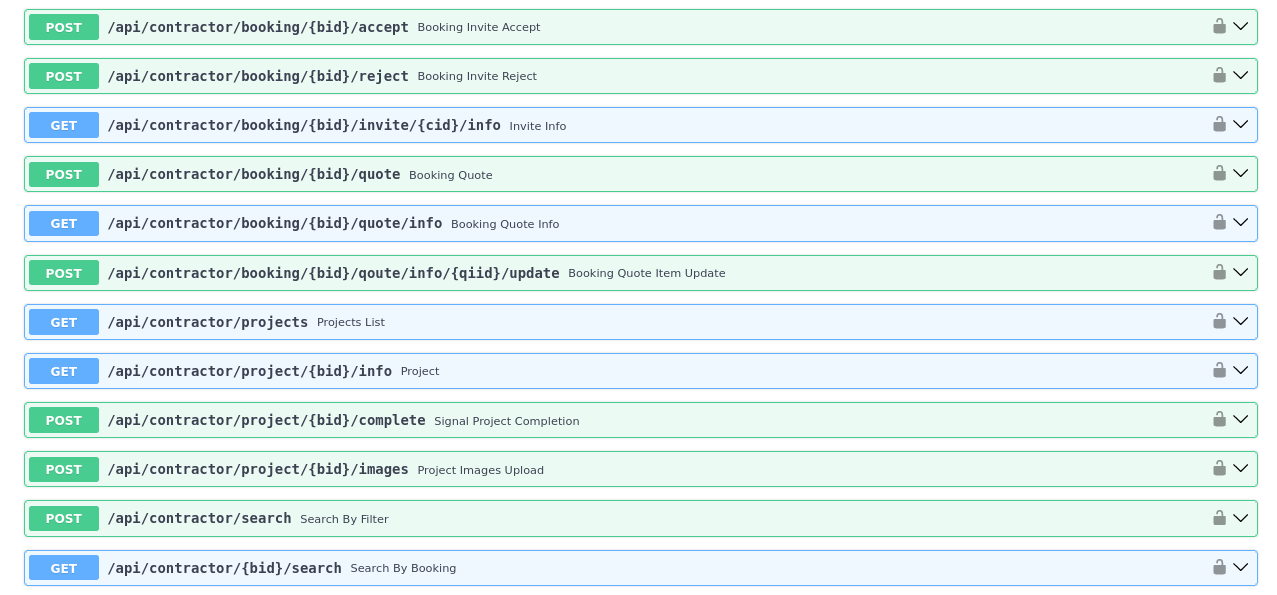 POST /api/contractor/booking/{bid}/accept Booking Invite Accept
POST /api/contractor/booking/{bid}/reject Booking Invite Reject
GET /api/contractor/booking/{bid}/invite/{cid}/info Invite Info
POST /api/contractor/booking/{bid}/quote Booking Quote
GET /api/contractor/booking/{bid}/quote/info Booking Quote Info
POST /api/contractor/booking/{bid}/qoute/info/{qiid}/update Booking Quote Item Update
GET /api/contractor/projects Projects List
GET /api/contractor/project/{bid}/info Project
POST /api/contractor/project/{bid}/complete Signal Project Completion
POST /api/contractor/project/{bid}/images Project Images Upload
POST /api/contractor/search Search By Filter
GET /api/contractor/{bid}/search Search By Booking